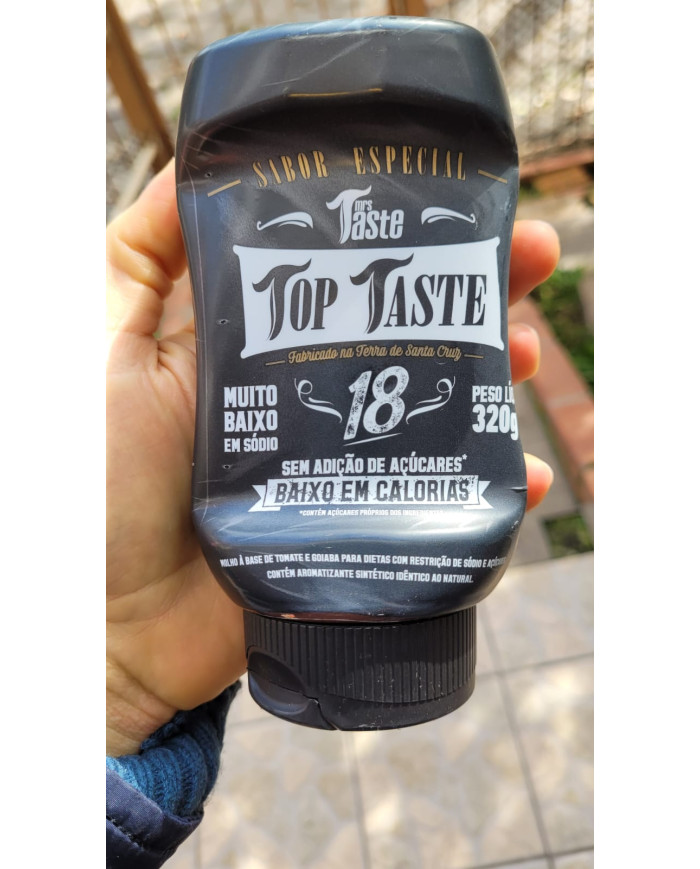 SABOR ESPECIAL
mrs
Taste
TOP TASTE
Fabricado na Terra de Santa Cruz
MUITO
BAIXO
EM SÓDIO
18
PESO
320g
SEM ADIÇÃO DE AÇÚCARES*
BAIXO EM CALORIAS
*CONTÉM AÇÚCARES PRÓPRIOS DOS
MOLHO À BASE DE TOMATE E GOIABA PARA DIETAS COM RESTRIÇÃO DE SÓDIO E
CONTÉM AROMATIZANTE SINTÉTICO IDÊNTICO AO NATURAL.